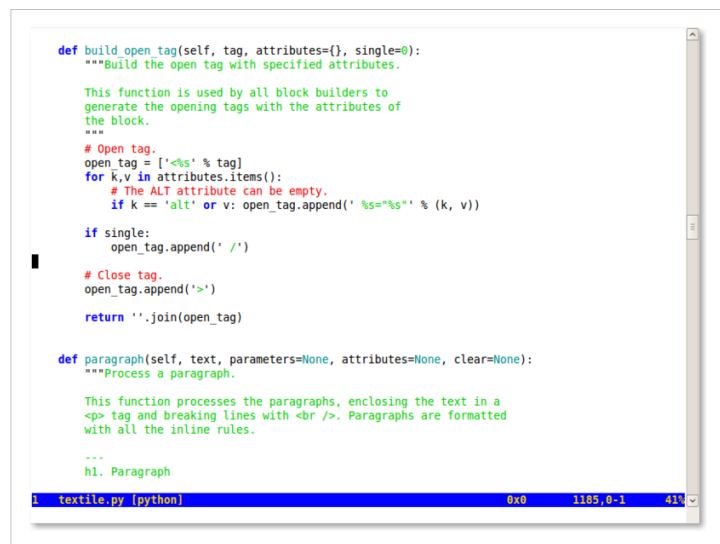 def build_open_tag(self, tag, attributes={}, single=0):
"""Build the open tag with specified attributes.
This function is used by all block builders to
generate the opening tags with the attributes of
the block.
"""
# Open tag.
open_tag = ['<%s' % tag]
for k,v in attributes.items():
# The ALT attribute can be empty.
if k == 'alt' or v: open_tag.append(' %s="%s"' % (k, v))
if single:
open_tag.append(' /')
# Close tag.
open_tag.append('>')
return ''.join(open_tag)
def paragraph(self, text, parameters=None, attributes=None, clear=None):
"""Process a paragraph.
This function processes the paragraphs, enclosing the text in a
<p> tag and breaking lines with <br />. Paragraphs are formatted
with all the inline rules.
---
h1. Paragraph
1 textile.py [python] 0x0 1185,0-1 41%